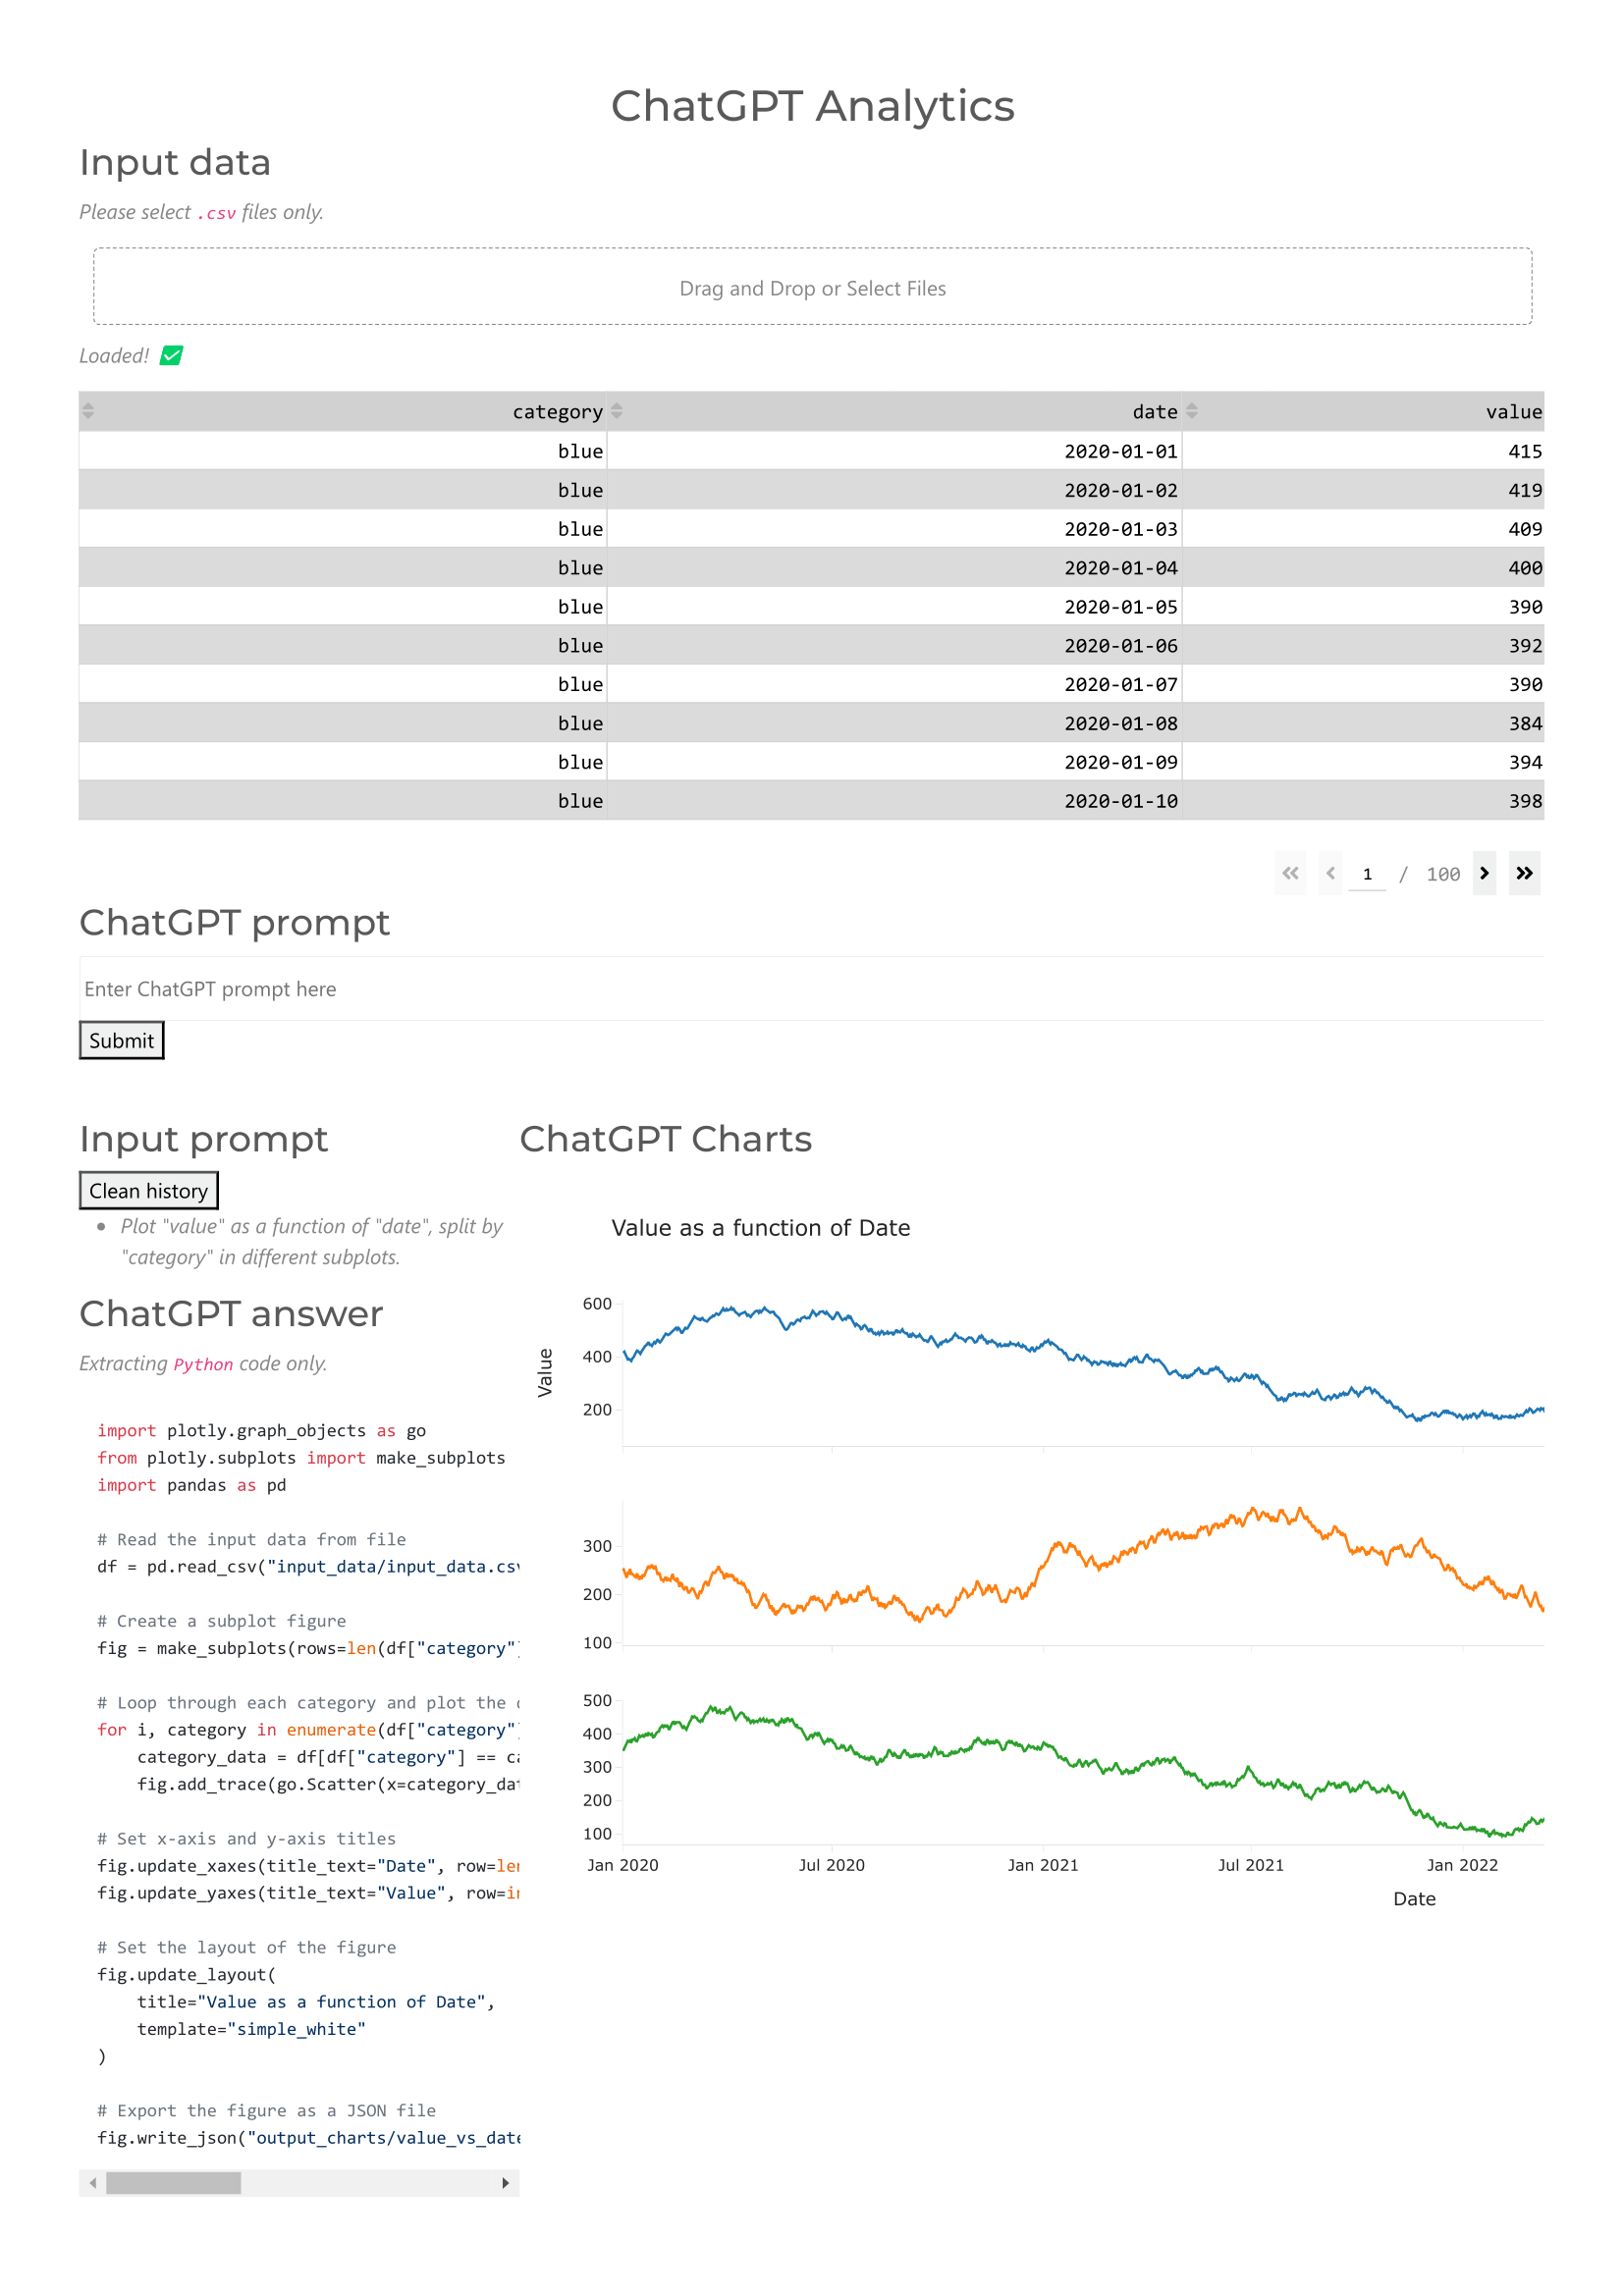 ChatGPT Analytics
Input data
Please select .csv files only.
Drag and Drop or Select Files
Loaded!
category date value
blue 2020-01-01 415
blue 2020-01-02 419
blue 2020-01-03 409
blue 2020-01-04 400
blue 2020-01-05 390
blue 2020-01-06 392
blue 2020-01-07 390
blue 2020-01-08 384
blue 2020-01-09 394
blue 2020-01-10 398
1 / 100
ChatGPT prompt
Enter ChatGPT prompt here
Submit
Input prompt
Clean history
Plot "value" as a function of "date", split by
"category" in different subplots.
ChatGPT answer
Extracting Python code only.
import plotly.graph_objects as go
from plotly.subplots import make_subplots
import pandas as pd
# Read the input data from file
df = pd.read_csv("input_data/input_data.csv
# Create a subplot figure
fig = make_subplots(rows=len(df["category"]
# Loop through each category and plot the
for i, category in enumerate(df["category"]
category_data = df[df["category"] == ca
fig.add_trace(go.Scatter(x=category_dat
# Set x-axis and y-axis titles
fig.update_xaxes(title_text="Date", row=len
fig.update_yaxes(title_text="Value", row=in
# Set the layout of the figure
fig.update_layout(
title="Value as a function of Date",
template="simple_white"
)
# Export the figure as a JSON file
fig.write_json("output_charts/value_vs_date
ChatGPT Charts
Value as a function of Date
Value
600
400
200
300
200
100
500
400
300
200
100
Jan 2020 Jul 2020 Jan 2021 Jul 2021 Jan 2022
Date